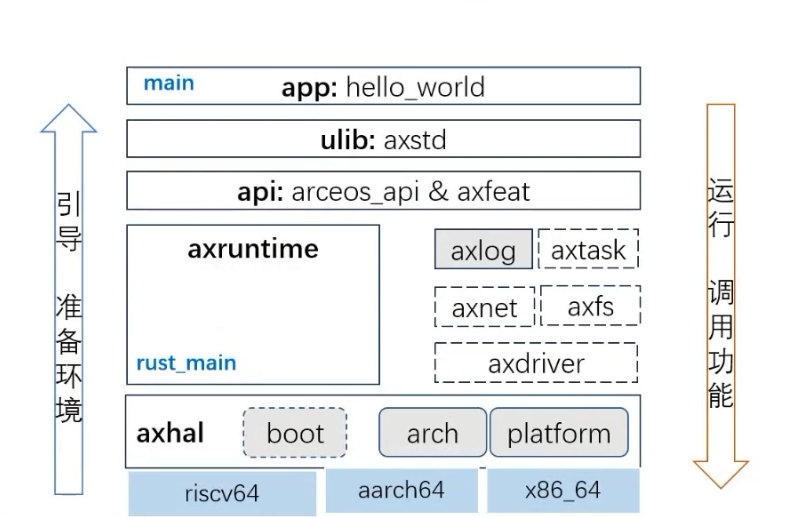 main
app: hello_world
ulib: axstd
api: arceos_api & axfeat
axruntime
rust_main
axlog
axtask
axnet
axfs
axdriver
axhal
boot
arch
platform
riscv64
aarch64
x86_64
引导 准备环境
运行 调用功能